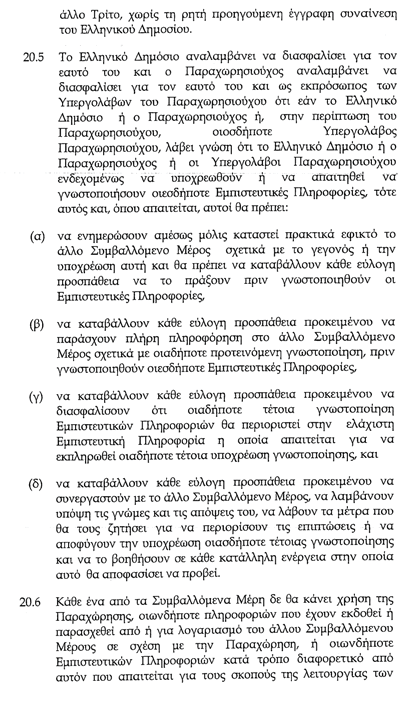 άλλο Τρίτο, χωρίς τη ρητή προηγούμενη έγγραφη συναίνεση
του Ελληνικού Δημοσίου.
20.5 Το Ελληνικό Δημόσιο αναλαμβάνει να διασφαλίσει για τον
εαυτό του και ο Παραχωρησιούχος αναλαμβάνει να
διασφαλίσει για τον εαυτό του και ως εκπρόσωπος των
Υπεργολάβων του Παραχωρησιούχου ότι εάν το Ελληνικό
Δημόσιο ή ο Παραχωρησιούχος ή, στην περίπτωση του
Παραχωρησιούχου, οιοσδήποτε Υπεργολάβος
Παραχωρησιούχου, λάβει γνώση ότι το Ελληνικό Δημόσιο ή ο
Παραχωρησιούχος ή οι Υπεργολάβοι Παραχωρησιούχου
ενδεχομένως να υποχρεωθούν ή να απαιτηθεί να
γνωστοποιήσουν οιεσδήποτε Εμπιστευτικές Πληροφορίες, τότε
αυτός και, όπου απαιτείται, αυτοί θα πρέπει:
(α) να ενημερώσουν αμέσως μόλις καταστεί πρακτικά εφικτό το
άλλο Συμβαλλόμενο Μέρος σχετικά με το γεγονός ή την
υποχρέωση αυτή και θα πρέπει να καταβάλλουν κάθε εύλογη
προσπάθεια να το πράξουν πριν γνωστοποιηθούν οι
Εμπιστευτικές Πληροφορίες,
(β) να καταβάλλουν κάθε εύλογη προσπάθεια προκειμένου να
παράσχουν πλήρη πληροφόρηση στο άλλο Συμβαλλόμενο
Μέρος σχετικά με οιαδήποτε προτεινόμενη γνωστοποίηση, πριν
γνωστοποιηθούν οιεσδήποτε Εμπιστευτικές Πληροφορίες,
(γ) να καταβάλλουν κάθε εύλογη προσπάθεια προκειμένου να
διασφαλίσουν ότι οιαδήποτε τέτοια γνωστοποίηση
Εμπιστευτικών Πληροφοριών θα περιοριστεί στην ελάχιστη
Εμπιστευτική Πληροφορία η οποία απαιτείται για να
εκπληρωθεί οιαδήποτε τέτοια υποχρέωση γνωστοποίησης, και
(δ) να καταβάλλουν κάθε εύλογη προσπάθεια προκειμένου να
συνεργαστούν με το άλλο Συμβαλλόμενο Μέρος, να λαμβάνουν
υπόψη τις γνώμες και τις απόψεις του, να λάβουν τα μέτρα που
θα τους ζητήσει για να περιορίσουν τις επιπτώσεις ή να
αποφύγουν την υποχρέωση οιασδήποτε τέτοιας γνωστοποίησης
και να το βοηθήσουν σε κάθε κατάλληλη ενέργεια στην οποία
αυτό θα αποφασίσει να προβεί.
20.6 Κάθε ένα από τα Συμβαλλόμενα Μέρη δε θα κάνει χρήση της
Παραχώρησης, οιωνδήποτε πληροφοριών που έχουν εκδοθεί ή
παρασχεθεί από ή για λογαριασμό του άλλου Συμβαλλόμενου
Μέρους σε σχέση με την Παραχώρηση, ή οιωνδήποτε
Εμπιστευτικών Πληροφοριών κατά τρόπο διαφορετικό από
αυτόν που απαιτείται για τους σκοπούς της λειτουργίας των